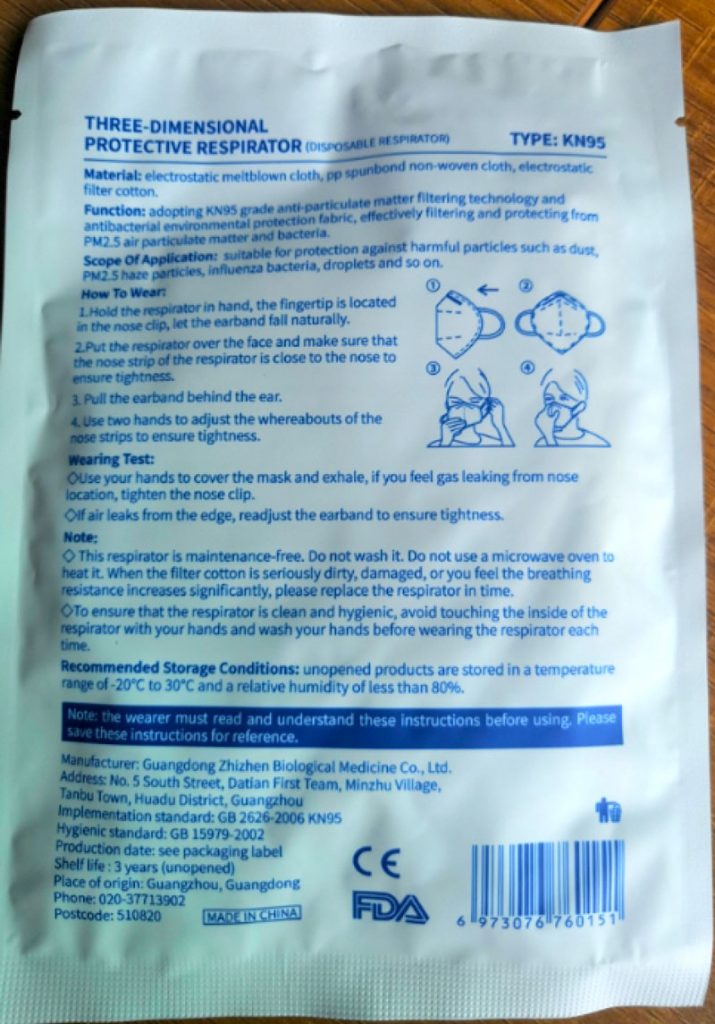 THREE-DIMENSIONAL
PROTECTIVE RESPIRATOR (DISPOSABLE RESPIRATOR) TYPE: KN95
Material: electrostatic meltblown cloth, pp spunbond non-woven cloth, electrostatic
filter cotton.
Function: adopting KN95 grade anti-particulate matter filtering technology and
antibacterial environmental protection fabric, effectively filtering and protecting from
PM2.5 air particulate matter and bacteria.
Scope Of Application: suitable for protection against harmful particles such as dust,
PM2.5 haze particles, influenza bacteria, droplets and so on.
How To Wear:
1.Hold the respirator in hand, the fingertip is located
in the nose clip, let the earband fall naturally.
2.Put the respirator over the face and make sure that
the nose strip of the respirator is close to the nose to
ensure tightness.
3. Pull the earband behind the ear.
4. Use two hands to adjust the whereabouts of the
nose strips to ensure tightness.
① ②
③ ④
Wearing Test:
◇Use your hands to cover the mask and exhale, if you feel gas leaking from nose
location, tighten the nose clip.
◇If air leaks from the edge, readjust the earband to ensure tightness.
Note:
◇ This respirator is maintenance-free. Do not wash it. Do not use a microwave oven to
heat it. When the filter cotton is seriously dirty, damaged, or you feel the breathing
resistance increases significantly, please replace the respirator in time.
◇To ensure that the respirator is clean and hygienic, avoid touching the inside of the
respirator with your hands and wash your hands before wearing the respirator each
time.
Recommended Storage Conditions: unopened products are stored in a temperature
range of -20°C to 30°C and a relative humidity of less than 80%.
Note: the wearer must read and understand these instructions before using. Please
save these instructions for reference.
Manufacturer: Guangdong Zhizhen Biological Medicine Co., Ltd.
Address: No. 5 South Street, Datian First Team, Minzhu Village,
Tanbu Town, Huadu District, Guangzhou
Implementation standard: GB 2626-2006 KN95
Hygienic standard: GB 15979-2002
Production date: see packaging label
Shelf life : 3 years (unopened)
Place of origin: Guangzhou, Guangdong
Phone: 020-37713902
Postcode: 510820 MADE IN CHINA
CE
FDA
6 973076 760151